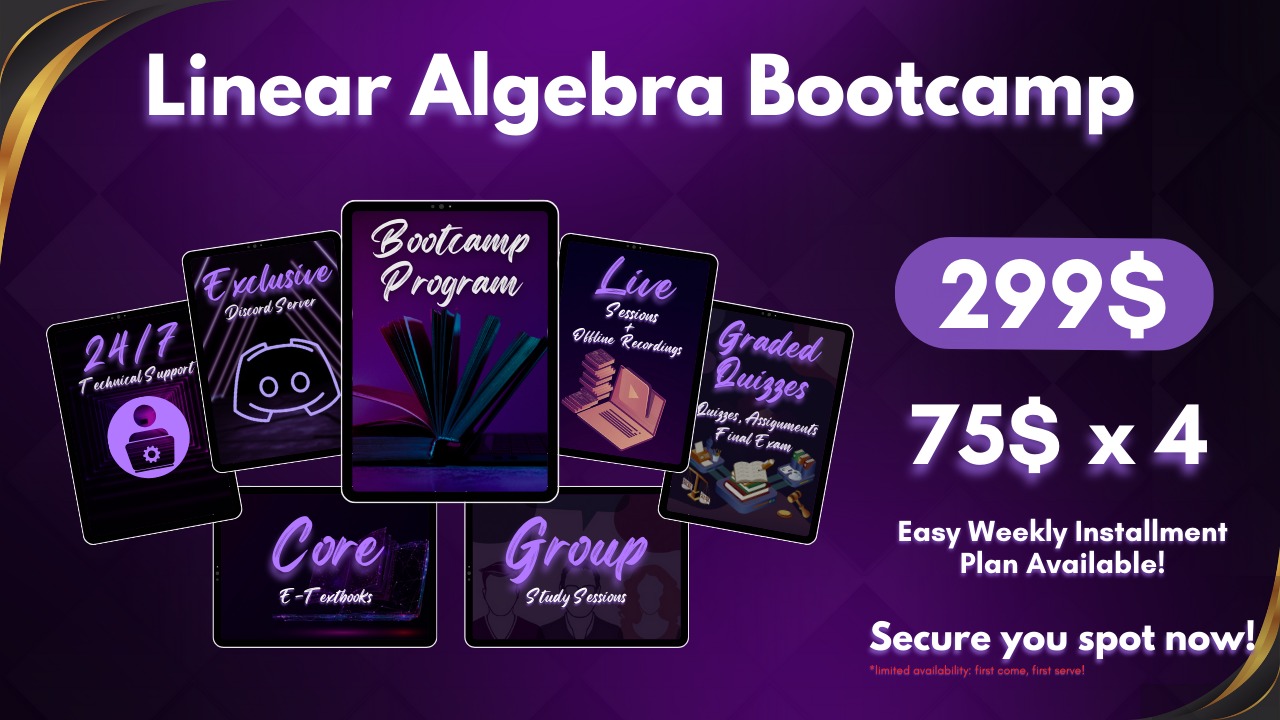 Linear Algebra Bootcamp
24/7
Technical Support
Exclusive
Discord Server
Bootcamp
Program
Live
Sessions
+
Offline Recordings
Graded
Quizzes
Quizzes, Assignments
Final Exam
Core
E-Textbooks
Group
Study Sessions
299$
75$ x 4
Easy Weekly Installment
Plan Available!
Secure you spot now!
*limited availability: first come, first serve!